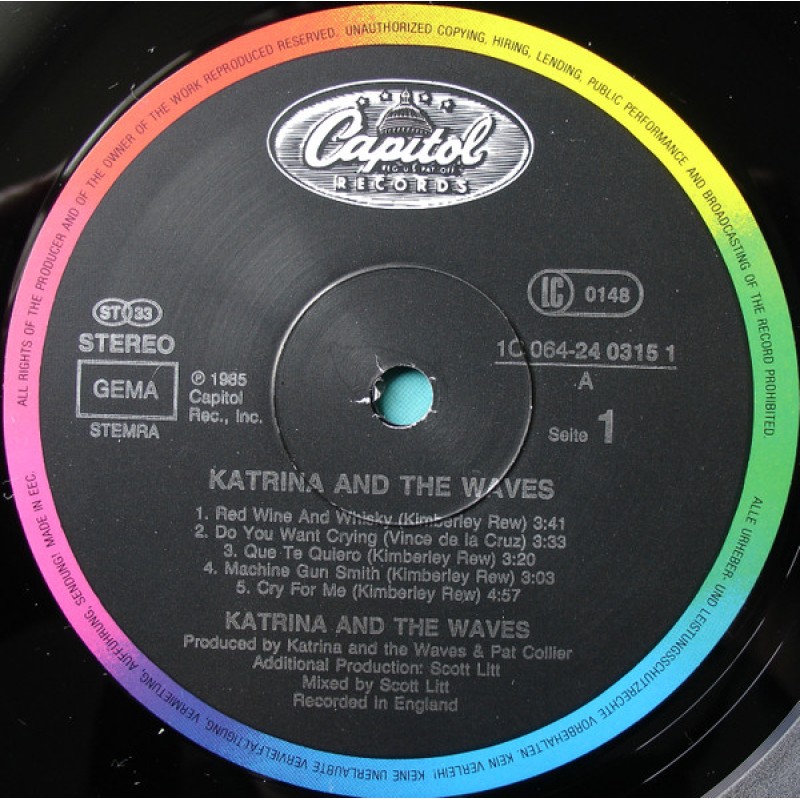 ALL RIGHTS OF THE PRODUCER AND OF THE OWNER OF THE WORK REPRODUCED RESERVED. UNAUTHORIZED COPYING, HIRING, LENDING, PUBLIC PERFORMANCE AND BROADCASTING OF THE RECORD PROHIBITED.
Capitol
REG. U.S. PAT. OFF.
RECORDS
ST 33
STEREO
GEMA
STEMRA
℗ 1985
Capitol
Rec., Inc.
LC 0148
1C 064-24 0315 1
A
Seite 1
KATRINA AND THE WAVES
1. Red Wine And Whisky (Kimberley Rew) 3:41
2. Do You Want Crying (Vince de la Cruz) 3:33
3. Que Te Quiero (Kimberley Rew) 3:20
4. Machine Gun Smith (Kimberley Rew) 3:03
5. Cry For Me (Kimberley Rew) 4:57
KATRINA AND THE WAVES
Produced by Katrina and the Waves & Pat Collier
Additional Production: Scott Litt
Mixed by Scott Litt
Recorded in England
ALLE URHEBER- UND LEISTUNGSSCHUTZRECHTE VORBEHALTEN. KEIN VERLEIH! KEINE UNERLAUBTE VERVIELFÄLTIGUNG, VERMIETUNG, AUFFÜHRUNG, SENDUNG! MADE IN EEC.